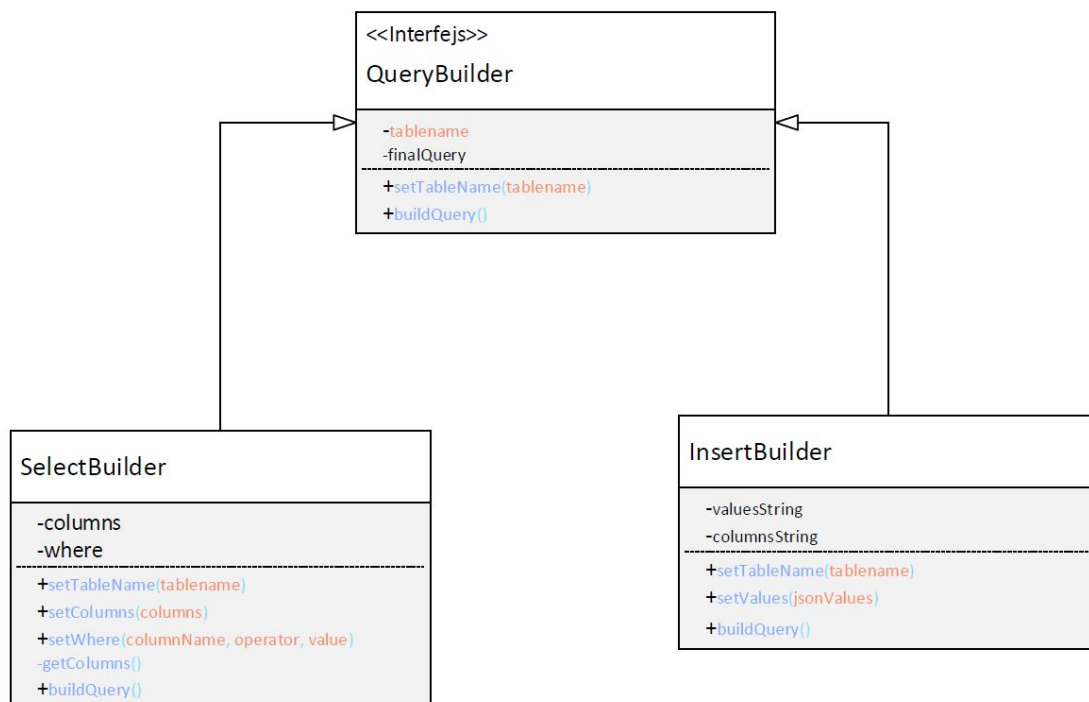 <<Interfejs>>
QueryBuilder
-tablename
-finalQuery
+setTableName(tablename)
+buildQuery()
SelectBuilder
-columns
-where
+setTableName(tablename)
+setColumns(columns)
+setWhere(columnName, operator, value)
-getColumns()
+buildQuery()
InsertBuilder
-valuesString
-columnsString
+setTableName(tablename)
+setValues(jsonValues)
+buildQuery()